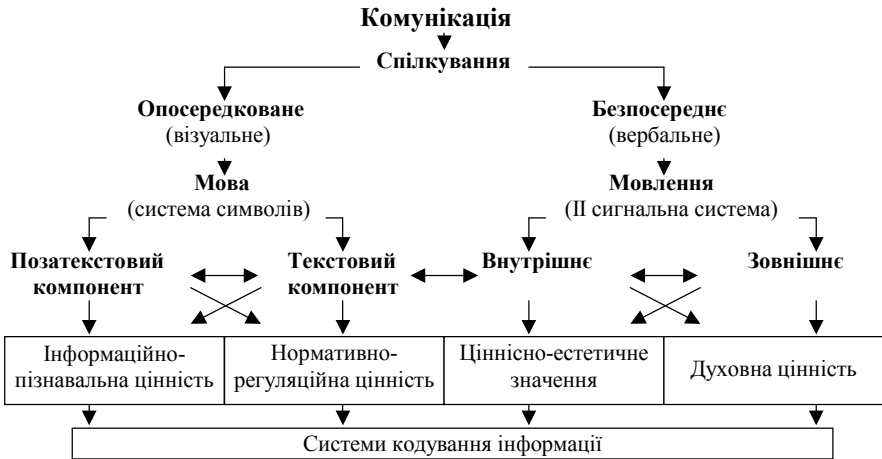 Комунікація
Спілкування
Опосередковане
(візуальне)
Безпосереднє
(вербальне)
Мова
(система символів)
Мовлення
(ІІ сигнальна система)
Позатекстовий
компонент
Текстовий
компонент
Внутрішнє
Зовнішнє
Інформаційно-
пізнавальна цінність
Нормативно-
регуляційна цінність
Ціннісно-естетичне
значення
Духовна цінність
Системи кодування інформації